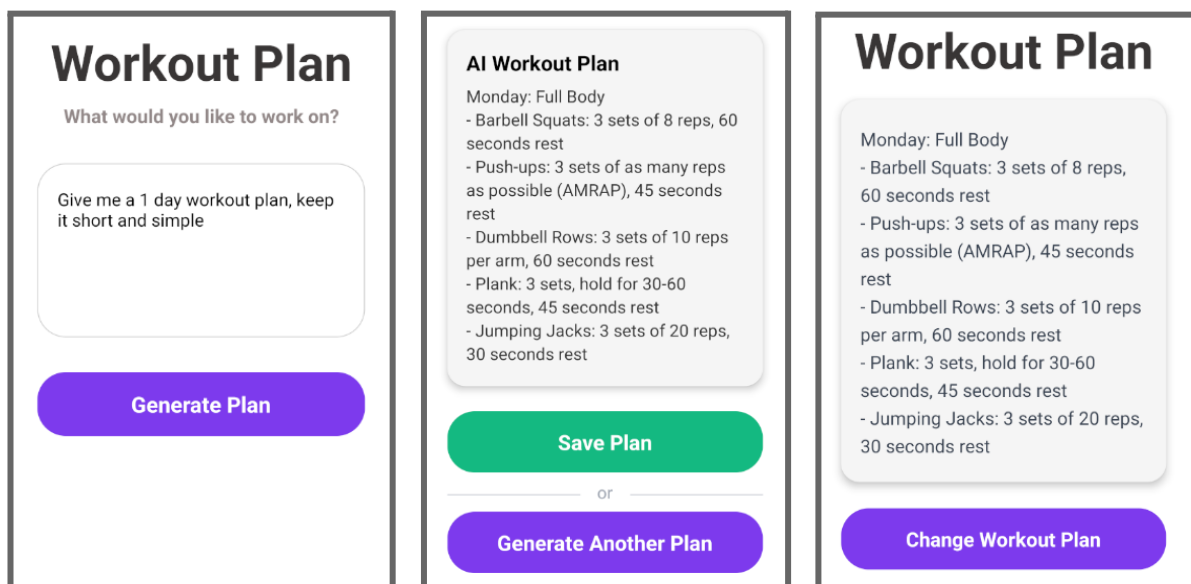 Workout Plan
What would you like to work on?
Give me a 1 day workout plan, keep
it short and simple
Generate Plan
AI Workout Plan
Monday: Full Body
- Barbell Squats: 3 sets of 8 reps, 60
seconds rest
- Push-ups: 3 sets of as many reps
as possible (AMRAP), 45 seconds
rest
- Dumbbell Rows: 3 sets of 10 reps
per arm, 60 seconds rest
- Plank: 3 sets, hold for 30-60
seconds, 45 seconds rest
- Jumping Jacks: 3 sets of 20 reps,
30 seconds rest
Save Plan
or
Generate Another Plan
Workout Plan
Monday: Full Body
- Barbell Squats: 3 sets of 8 reps,
60 seconds rest
- Push-ups: 3 sets of as many reps
as possible (AMRAP), 45 seconds
rest
- Dumbbell Rows: 3 sets of 10 reps
per arm, 60 seconds rest
- Plank: 3 sets, hold for 30-60
seconds, 45 seconds rest
- Jumping Jacks: 3 sets of 20 reps,
30 seconds rest
Change Workout Plan